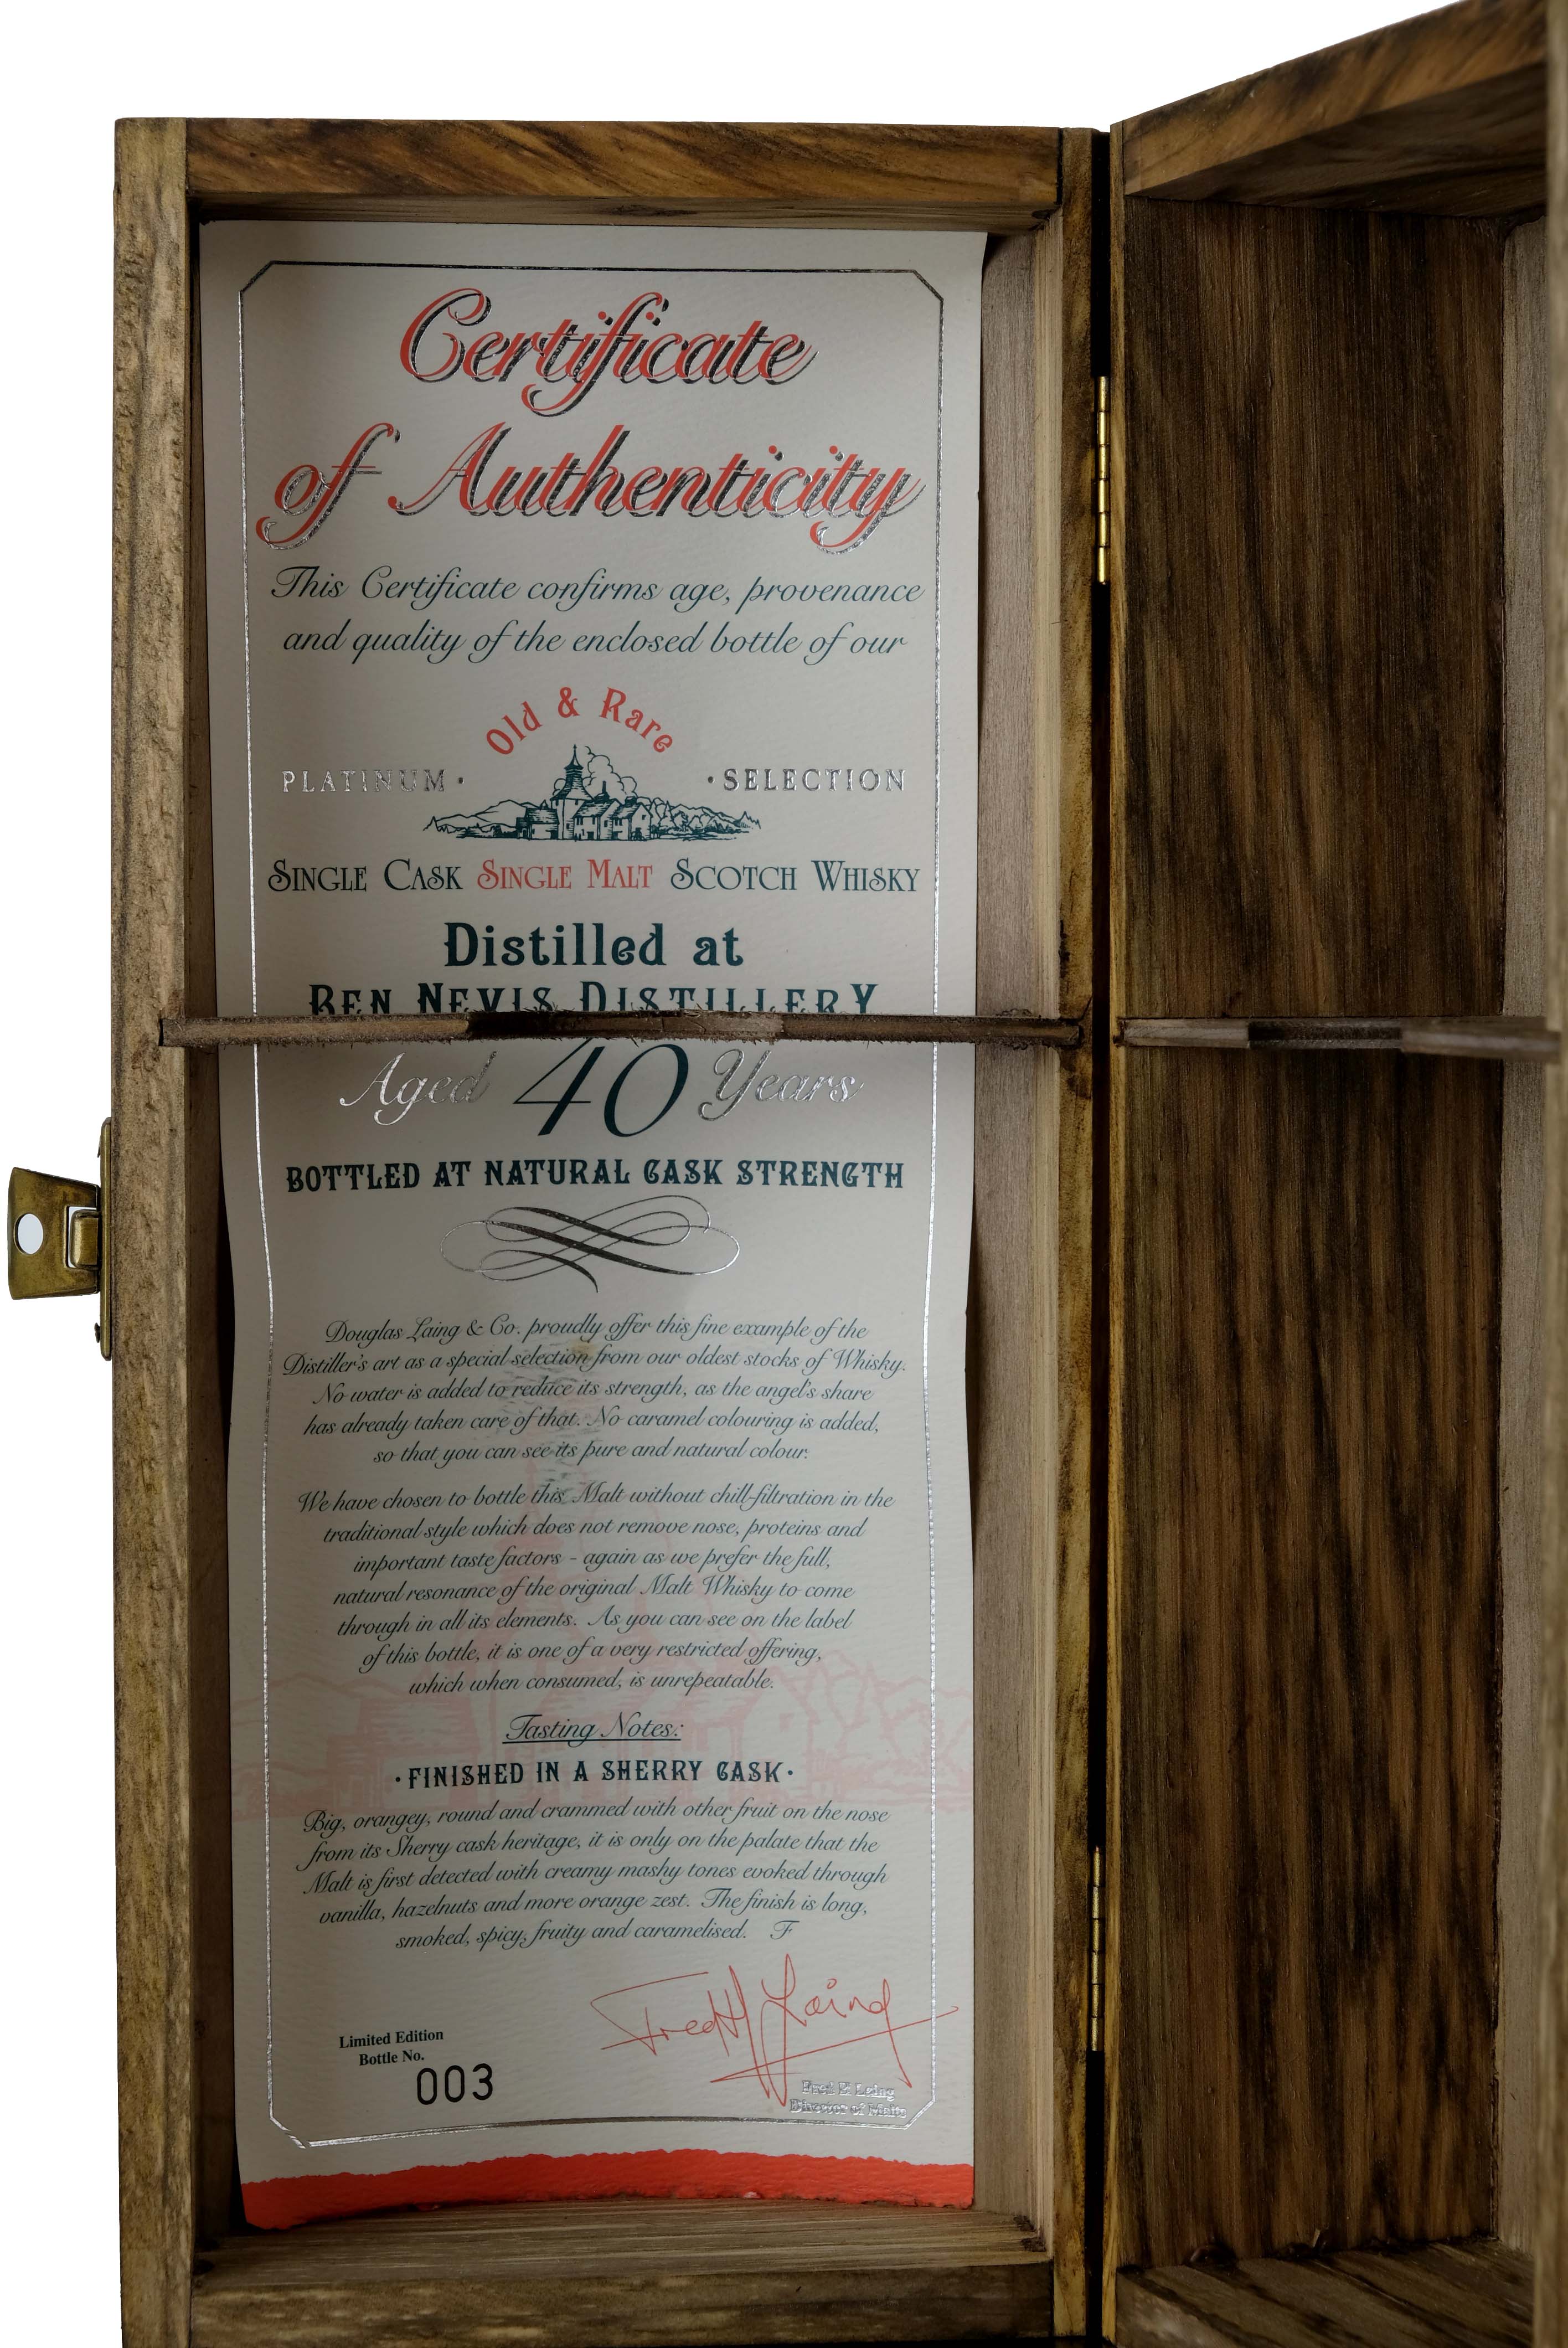 Certificate
of Authenticity
This Certificate confirms age, provenance
and quality of the enclosed bottle of our
Old & Rare
PLATINUM · · SELECTION
SINGLE CASK SINGLE MALT SCOTCH WHISKY
Distilled at
BEN NEVIS DISTILLERY
Aged 40 Years
BOTTLED AT NATURAL CASK STRENGTH
Douglas Laing & Co. proudly offer this fine example of the
Distiller's art as a special selection from our oldest stocks of Whisky.
No water is added to reduce its strength, as the angel's share
has already taken care of that. No caramel colouring is added,
so that you can see its pure and natural colour.
We have chosen to bottle this Malt without chill-filtration in the
traditional style which does not remove nose, proteins and
important taste factors - again as we prefer the full,
natural resonance of the original Malt Whisky to come
through in all its elements. As you can see on the label
of this bottle, it is one of a very restricted offering,
which when consumed, is unrepeatable.
Tasting Notes:
· FINISHED IN A SHERRY CASK ·
Big, orangey, round and crammed with other fruit on the nose
from its Sherry cask heritage, it is only on the palate that the
Malt is first detected with creamy mashy tones evoked through
vanilla, hazelnuts and more orange zest. The finish is long,
smoked, spicy, fruity and caramelised. F
Fred H Laing
Limited Edition
Bottle No.
003
Fred H Laing
Director of Malts